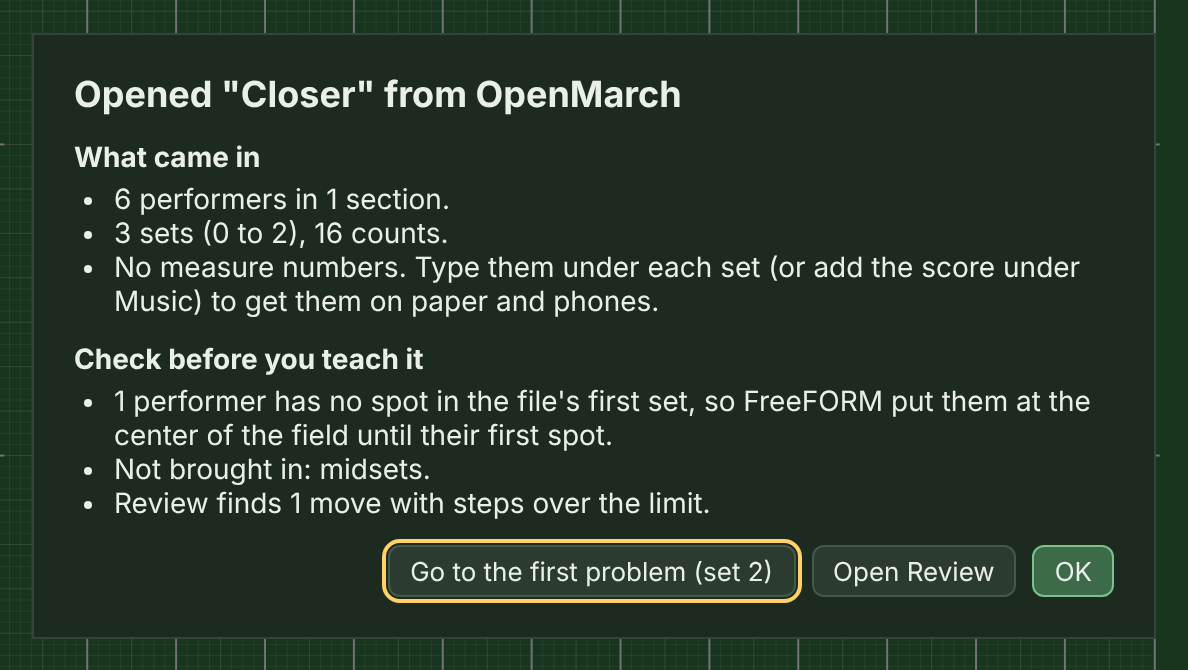 Opened "Closer" from OpenMarch
What came in
• 6 performers in 1 section.
• 3 sets (0 to 2), 16 counts.
• No measure numbers. Type them under each set (or add the score under
Music) to get them on paper and phones.
Check before you teach it
• 1 performer has no spot in the file's first set, so FreeFORM put them at the
center of the field until their first spot.
• Not brought in: midsets.
• Review finds 1 move with steps over the limit.
Go to the first problem (set 2) Open Review OK